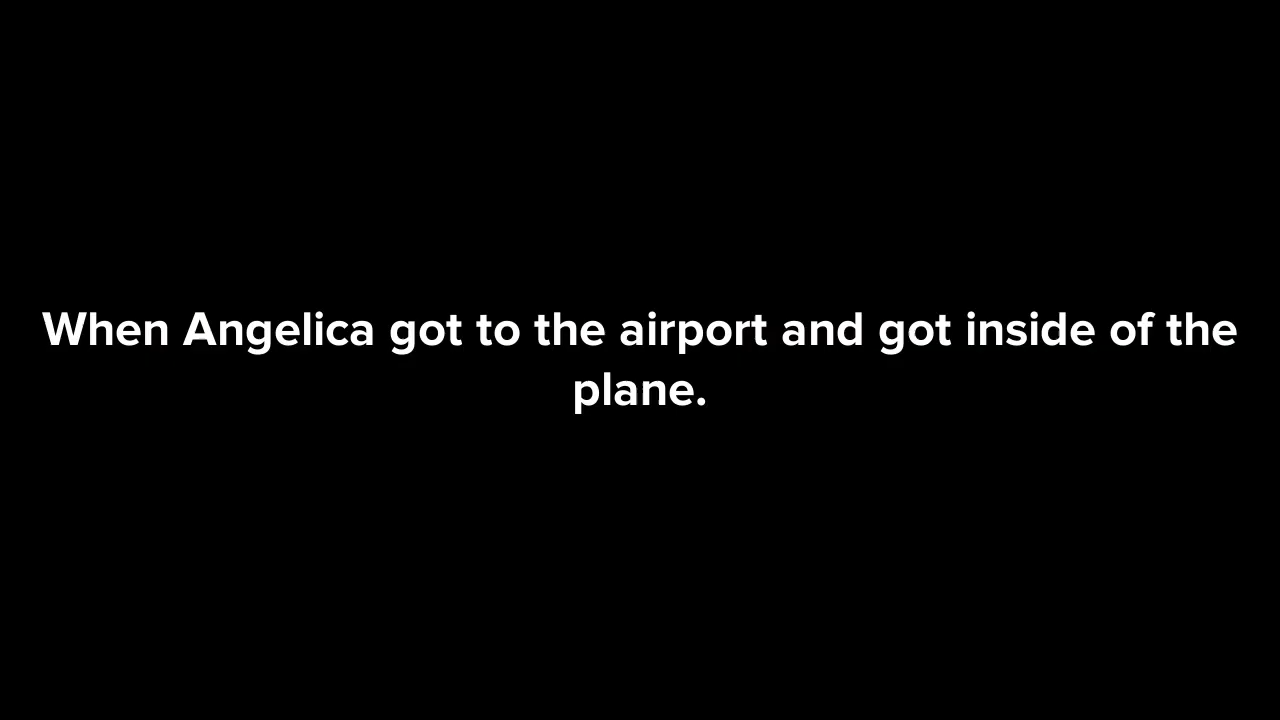 When Angelica got to the airport and got inside of the
plane.